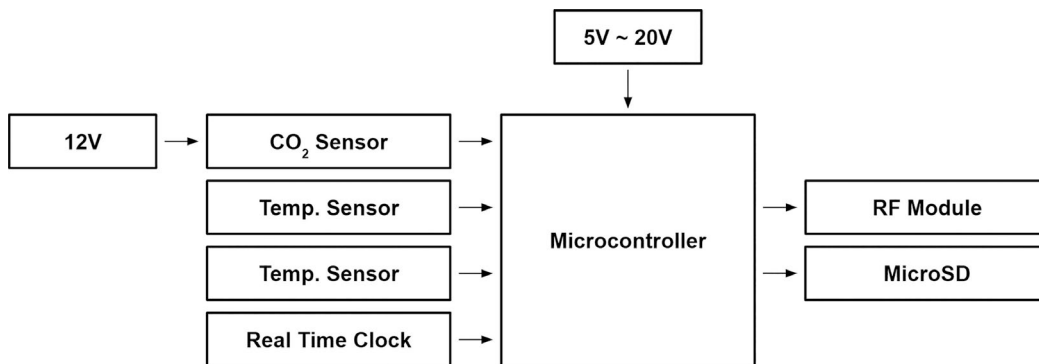 5V ~ 20V
12V
CO₂ Sensor
Temp. Sensor
Temp. Sensor
Real Time Clock
Microcontroller
RF Module
MicroSD